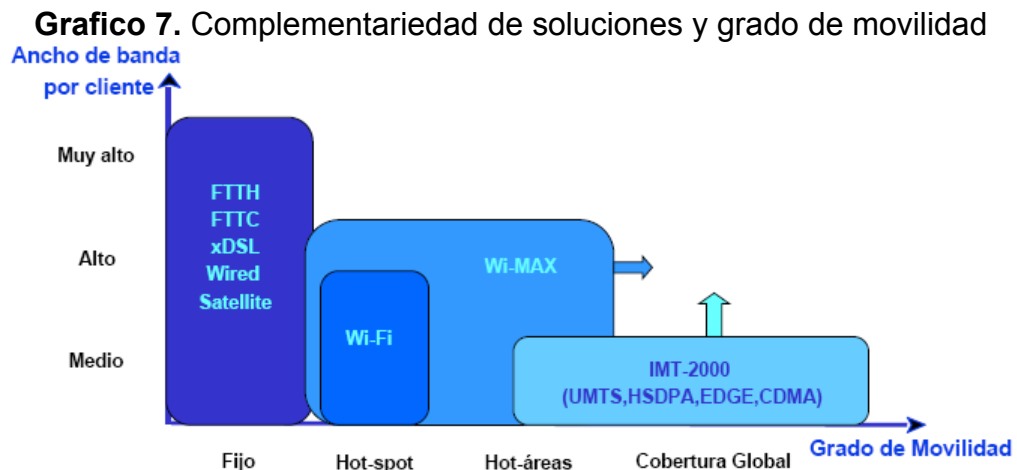 Grafico 7. Complementariedad de soluciones y grado de movilidad
Ancho de banda
por cliente
Muy alto
Alto
Medio
FTTH
FTTC
xDSL
Wired
Satellite
Wi-MAX
Wi-Fi
IMT-2000
(UMTS,HSDPA,EDGE,CDMA)
Fijo
Hot-spot
Hot-áreas
Cobertura Global
Grado de Movilidad